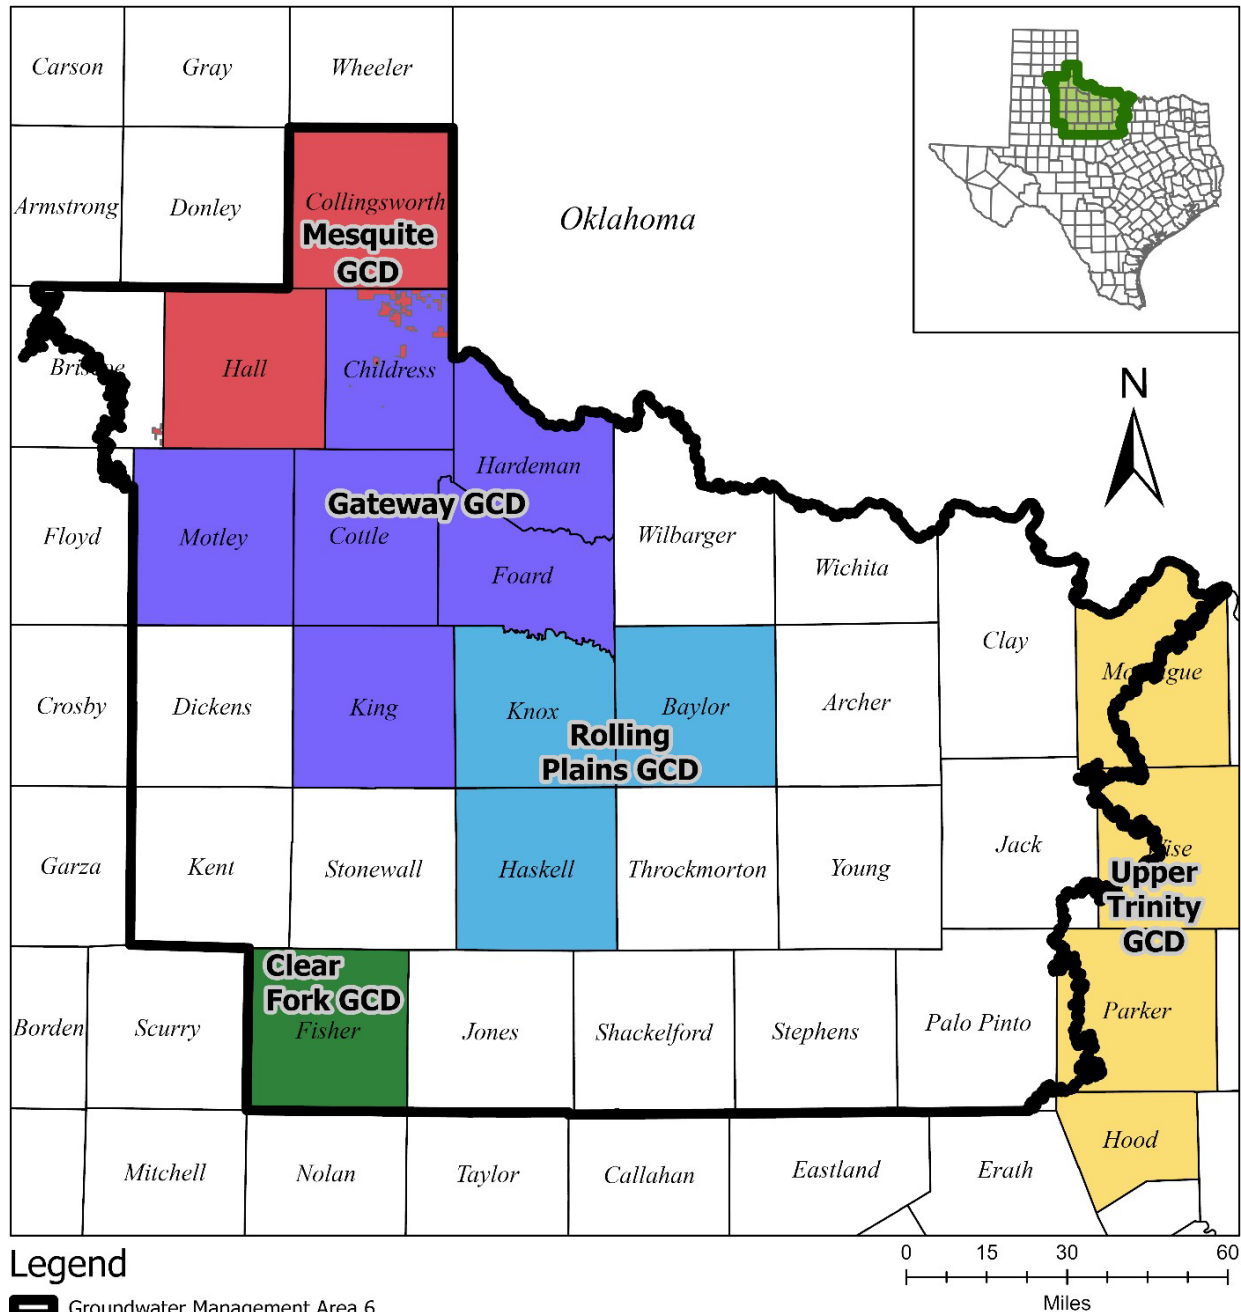 Carson
Gray
Wheeler
Armstrong
Donley
Collingsworth
Mesquite
GCD
Oklahoma
Briscoe
Hall
Childress
N
Hardeman
Gateway GCD
Floyd
Motley
Cottle
Foard
Wilbarger
Wichita
Clay
Montague
Crosby
Dickens
King
Knox
Baylor
Archer
Rolling
Plains GCD
Garza
Kent
Stonewall
Haskell
Throckmorton
Young
Jack
Wise
Upper
Trinity
GCD
Clear
Fork GCD
Borden
Scurry
Fisher
Jones
Shackelford
Stephens
Palo Pinto
Parker
Mitchell
Nolan
Taylor
Callahan
Eastland
Erath
Hood
Legend
Groundwater Management Area 6
0 15 30 60
Miles